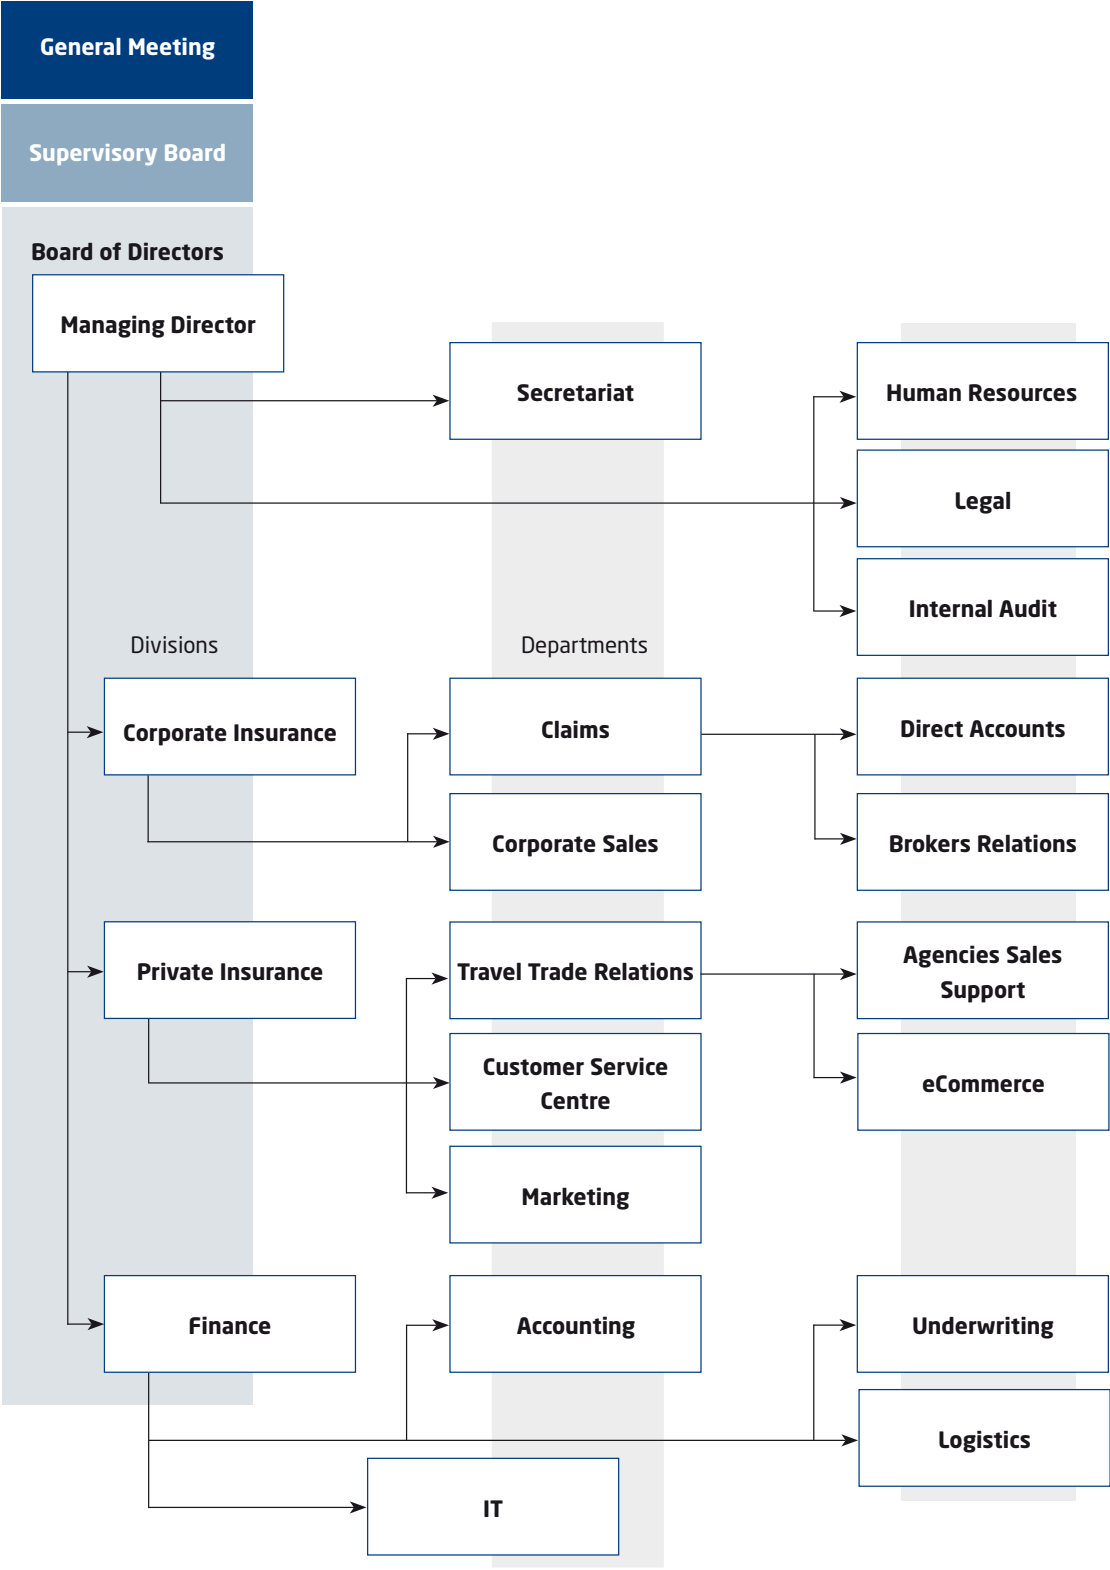 General Meeting
Supervisory Board
Board of Directors
Managing Director
Secretariat
Human Resources
Legal
Internal Audit
Divisions
Departments
Corporate Insurance
Claims
Direct Accounts
Corporate Sales
Brokers Relations
Private Insurance
Travel Trade Relations
Agencies Sales
Support
Customer Service
Centre
eCommerce
Marketing
Finance
Accounting
Underwriting
Logistics
IT